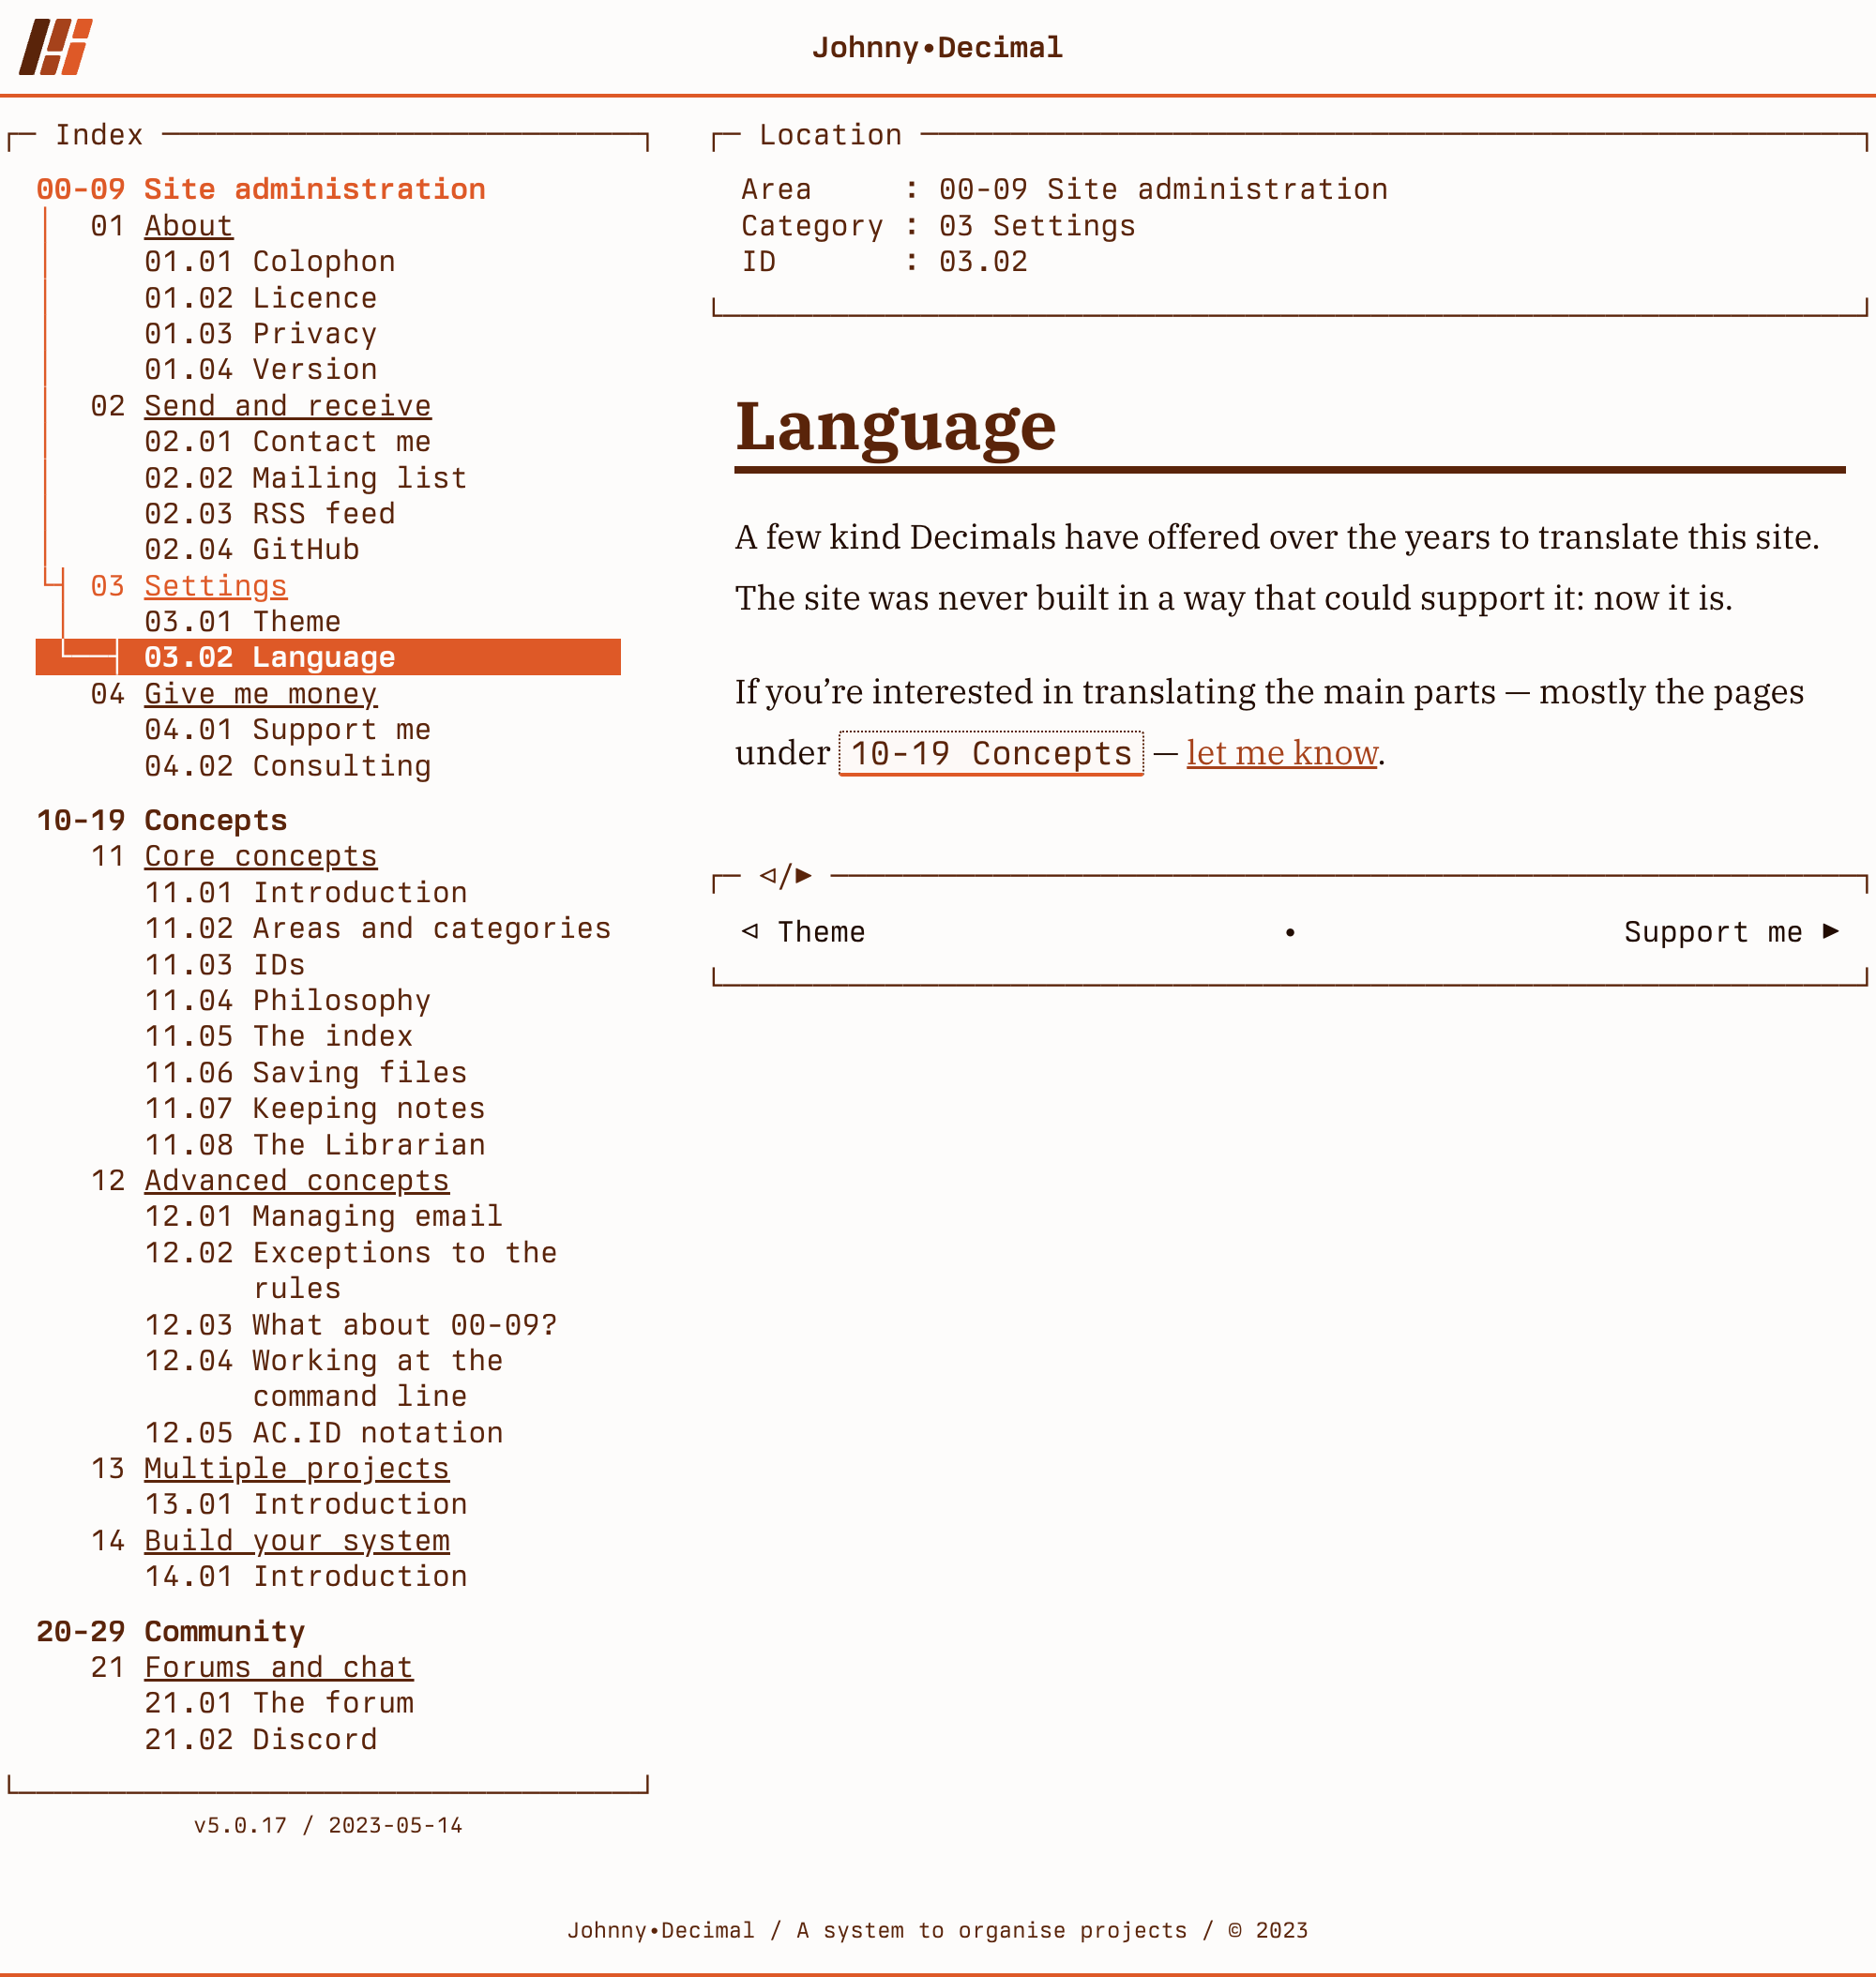 Johnny•Decimal
Index
00-09 Site administration
01 About
01.01 Colophon
01.02 Licence
01.03 Privacy
01.04 Version
02 Send and receive
02.01 Contact me
02.02 Mailing list
02.03 RSS feed
02.04 GitHub
03 Settings
03.01 Theme
03.02 Language
04 Give me money
04.01 Support me
04.02 Consulting
10-19 Concepts
11 Core concepts
11.01 Introduction
11.02 Areas and categories
11.03 IDs
11.04 Philosophy
11.05 The index
11.06 Saving files
11.07 Keeping notes
11.08 The Librarian
12 Advanced concepts
12.01 Managing email
12.02 Exceptions to the
rules
12.03 What about 00-09?
12.04 Working at the
command line
12.05 AC.ID notation
13 Multiple projects
13.01 Introduction
14 Build your system
14.01 Introduction
20-29 Community
21 Forums and chat
21.01 The forum
21.02 Discord
v5.0.17 / 2023-05-14
Location
Area : 00-09 Site administration
Category : 03 Settings
ID : 03.02
Language
A few kind Decimals have offered over the years to translate this site.
The site was never built in a way that could support it: now it is.
If you’re interested in translating the main parts — mostly the pages
under 10-19 Concepts — let me know.
⊲/►
⊲ Theme • Support me ►
Johnny•Decimal / A system to organise projects / © 2023